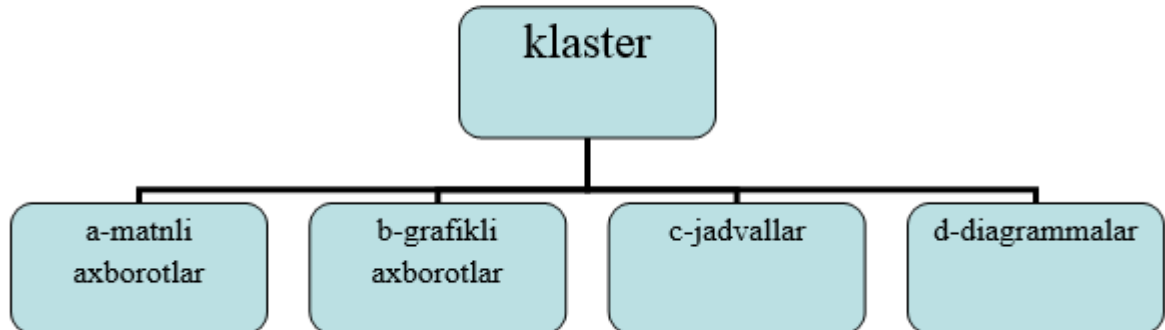 klaster
a-matnli
axborotlar
b-grafikli
axborotlar
c-jadvallar
d-diagrammalar